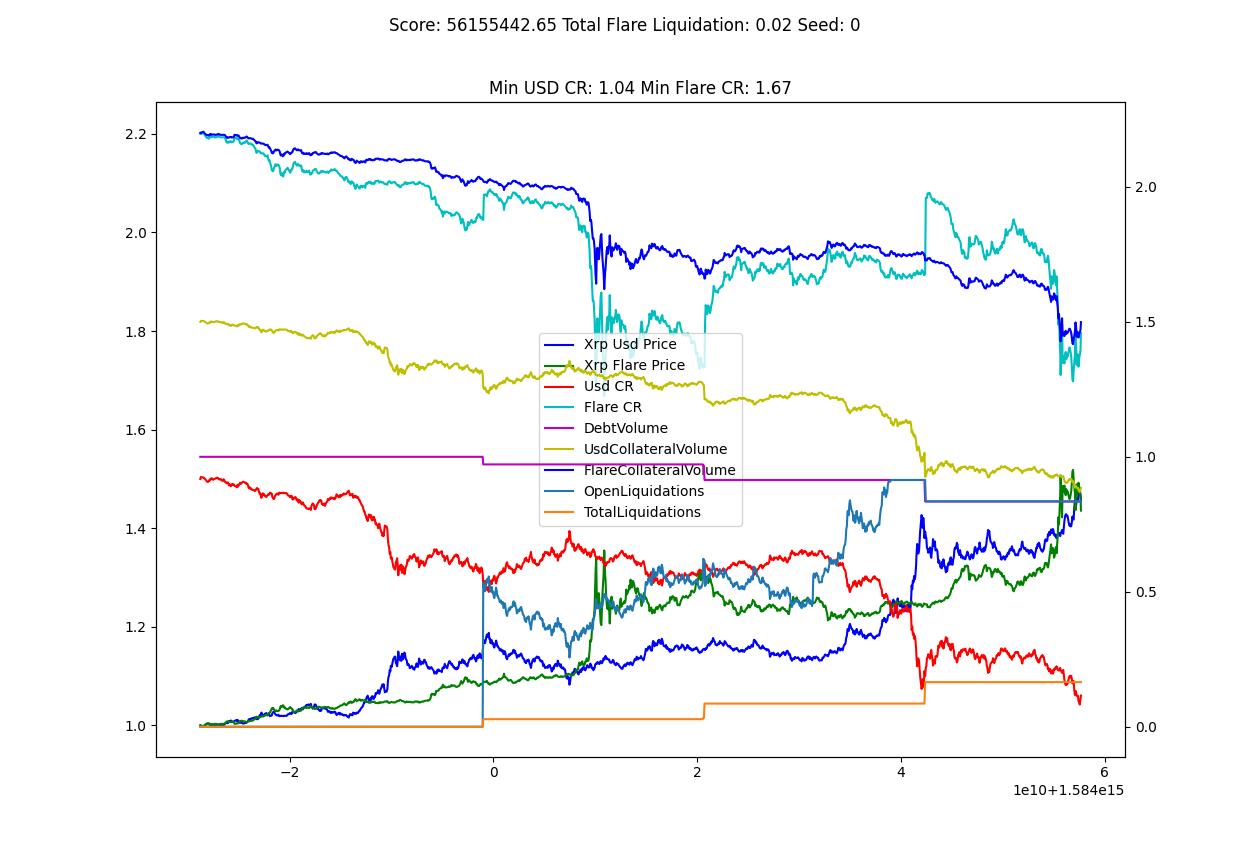 Score: 56155442.65 Total Flare Liquidation: 0.02 Seed: 0
Min USD CR: 1.04 Min Flare CR: 1.67
2.2
2.0
1.8
1.6
1.4
1.2
1.0
2.0
1.5
1.0
0.5
0.0
Xrp Usd Price
Xrp Flare Price
Usd CR
Flare CR
DebtVolume
UsdCollateralVolume
FlareCollateralVolume
OpenLiquidations
TotalLiquidations
−2 0 2 4 6
1e10+1.584e15